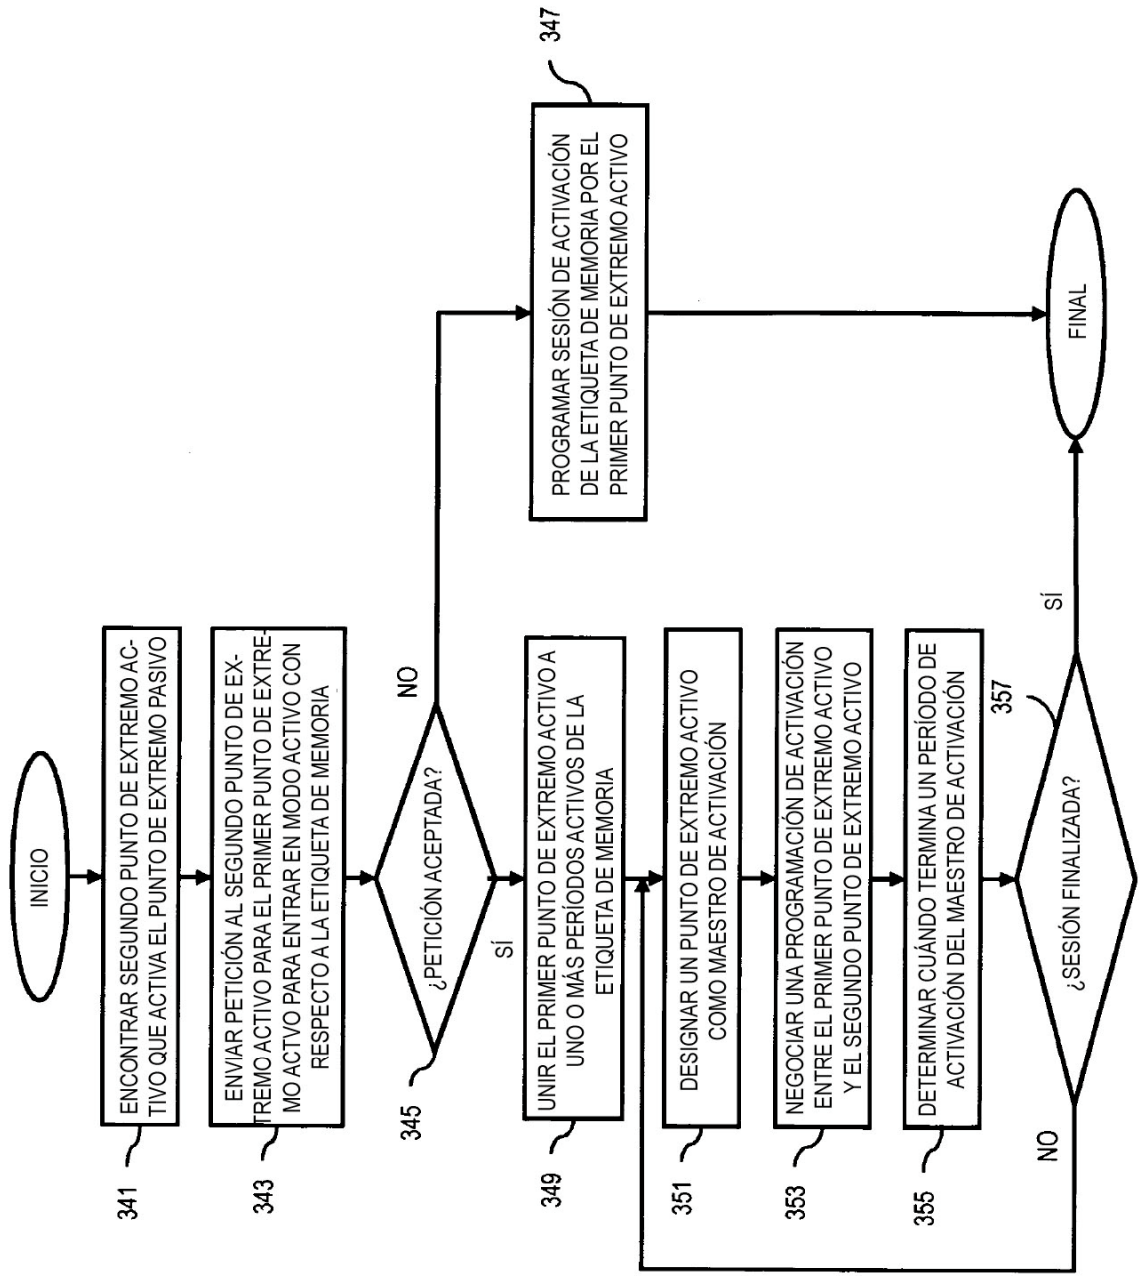 INICIO
341
ENCONTRAR SEGUNDO PUNTO DE EXTREMO AC-
TIVO QUE ACTIVA EL PUNTO DE EXTREMO PASIVO
343
ENVIAR PETICIÓN AL SEGUNDO PUNTO DE EX-
TREMO ACTIVO PARA EL PRIMER PUNTO DE EXTRE-
MO ACTVO PARA ENTRAR EN MODO ACTIVO CON
RESPECTO A LA ETIQUETA DE MEMORIA
345
¿PETICIÓN ACEPTADA?
NO
SÍ
347
PROGRAMAR SESIÓN DE ACTIVACIÓN
DE LA ETIQUETA DE MEMORIA POR EL
PRIMER PUNTO DE EXTREMO ACTIVO
349
UNIR EL PRIMER PUNTO DE EXTREMO ACTIVO A
UNO O MÁS PERÍODOS ACTIVOS DE LA
ETIQUETA DE MEMORIA
351
DESIGNAR UN PUNTO DE EXTREMO ACTIVO
COMO MAESTRO DE ACTIVACIÓN
353
NEGOCIAR UNA PROGRAMACIÓN DE ACTIVACIÓN
ENTRE EL PRIMER PUNTO DE EXTREMO ACTIVO
Y EL SEGUNDO PUNTO DE EXTREMO ACTIVO
355
DETERMINAR CUÁNDO TERMINA UN PERÍODO DE
ACTIVACIÓN DEL MAESTRO DE ACTIVACIÓN
357
¿SESIÓN FINALIZADA?
NO
SÍ
FINAL